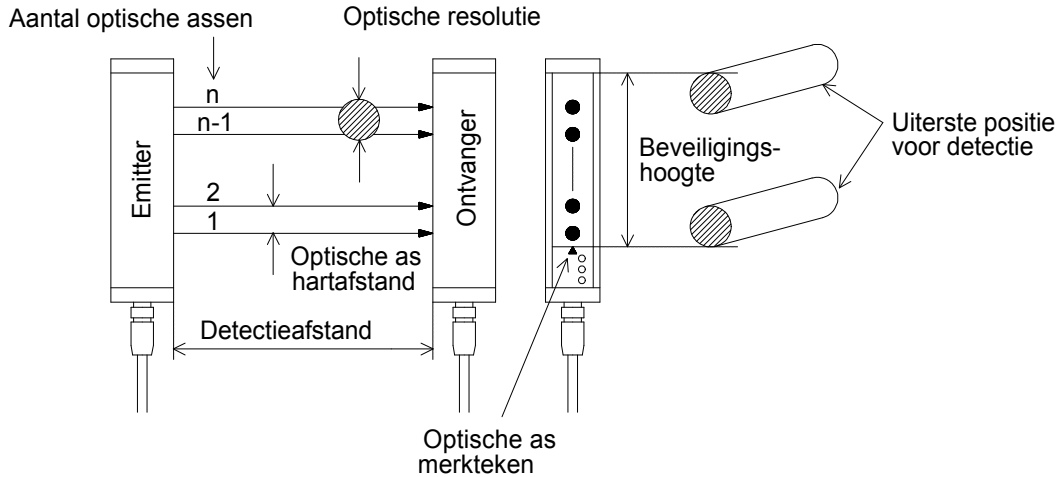 Aantal optische assen
Optische resolutie
n
n-1
2
1
Emitter
Ontvanger
Optische as
hartafstand
Detectieafstand
Beveiligings-
hoogte
Uiterste positie
voor detectie
Optische as
merkteken